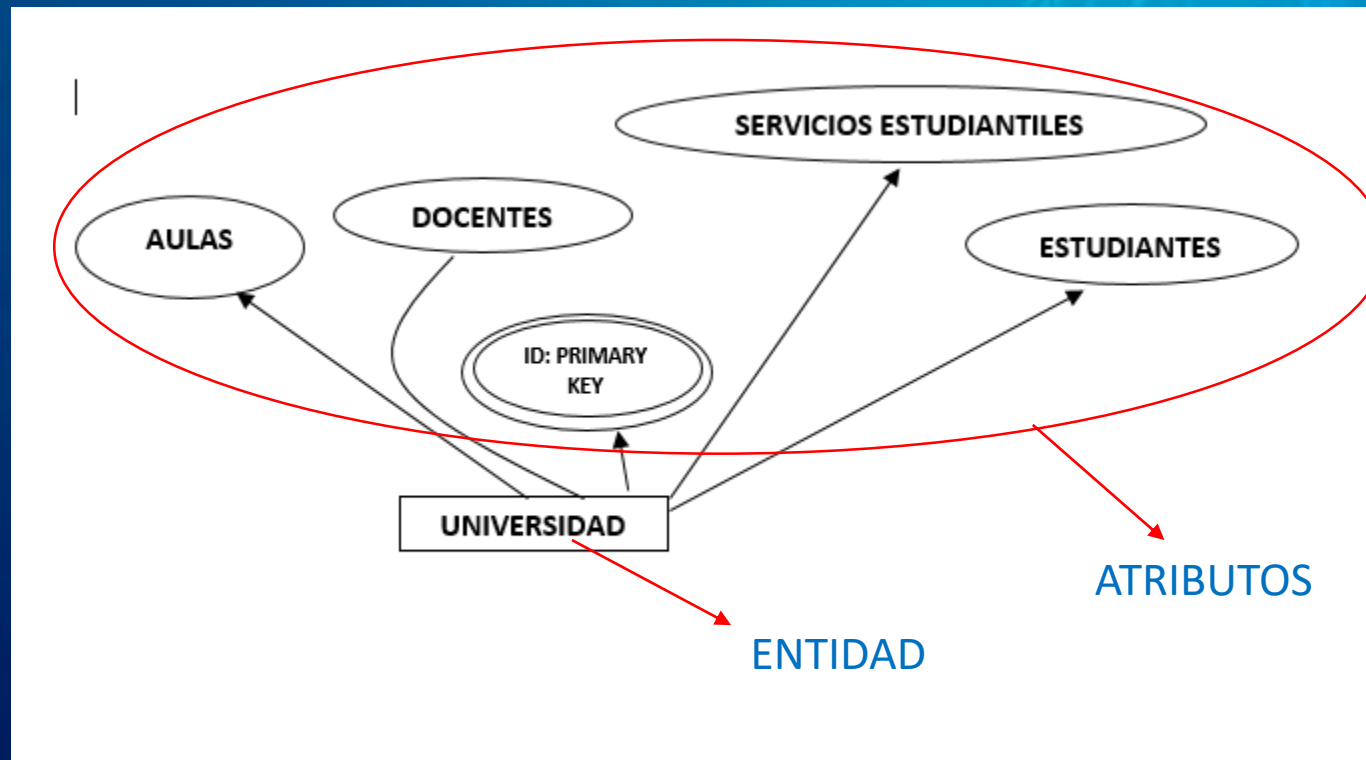 SERVICIOS ESTUDIANTILES
DOCENTES
AULAS
ESTUDIANTES
ID: PRIMARY
KEY
UNIVERSIDAD
ATRIBUTOS
ENTIDAD